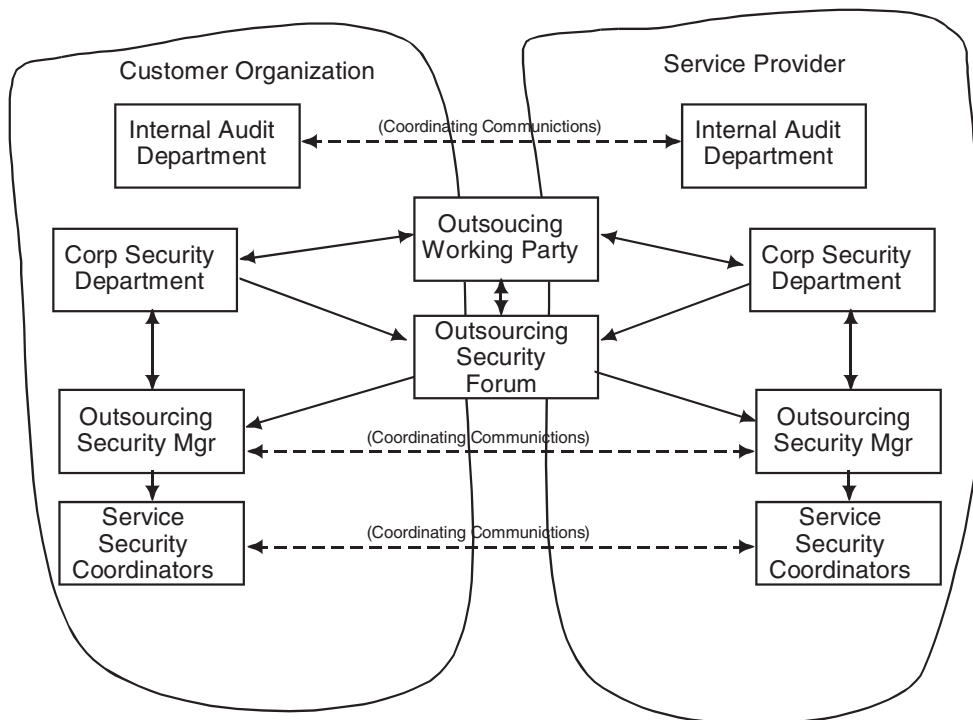 Customer Organization
Service Provider
Internal Audit
Department
(Coordinating Communictions)
Internal Audit
Department
Outsoucing
Working Party
Corp Security
Department
Corp Security
Department
Outsourcing
Security
Forum
Outsourcing
Security Mgr
(Coordinating Communictions)
Outsourcing
Security Mgr
Service
Security
Coordinators
(Coordinating Communictions)
Service
Security
Coordinators